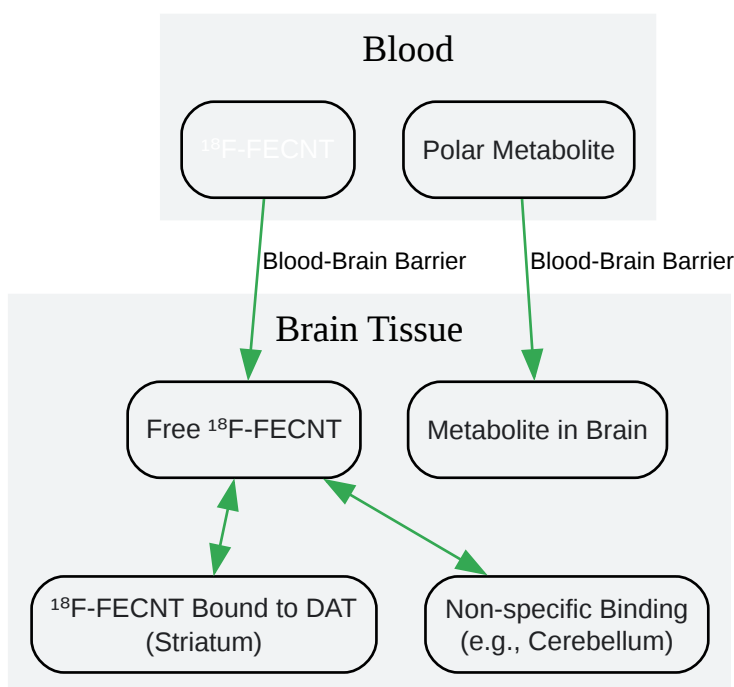 Blood
¹⁸F-FECNT
Polar Metabolite
Blood-Brain Barrier
Blood-Brain Barrier
Brain Tissue
Free ¹⁸F-FECNT
Metabolite in Brain
¹⁸F-FECNT Bound to DAT
(Striatum)
Non-specific Binding
(e.g., Cerebellum)